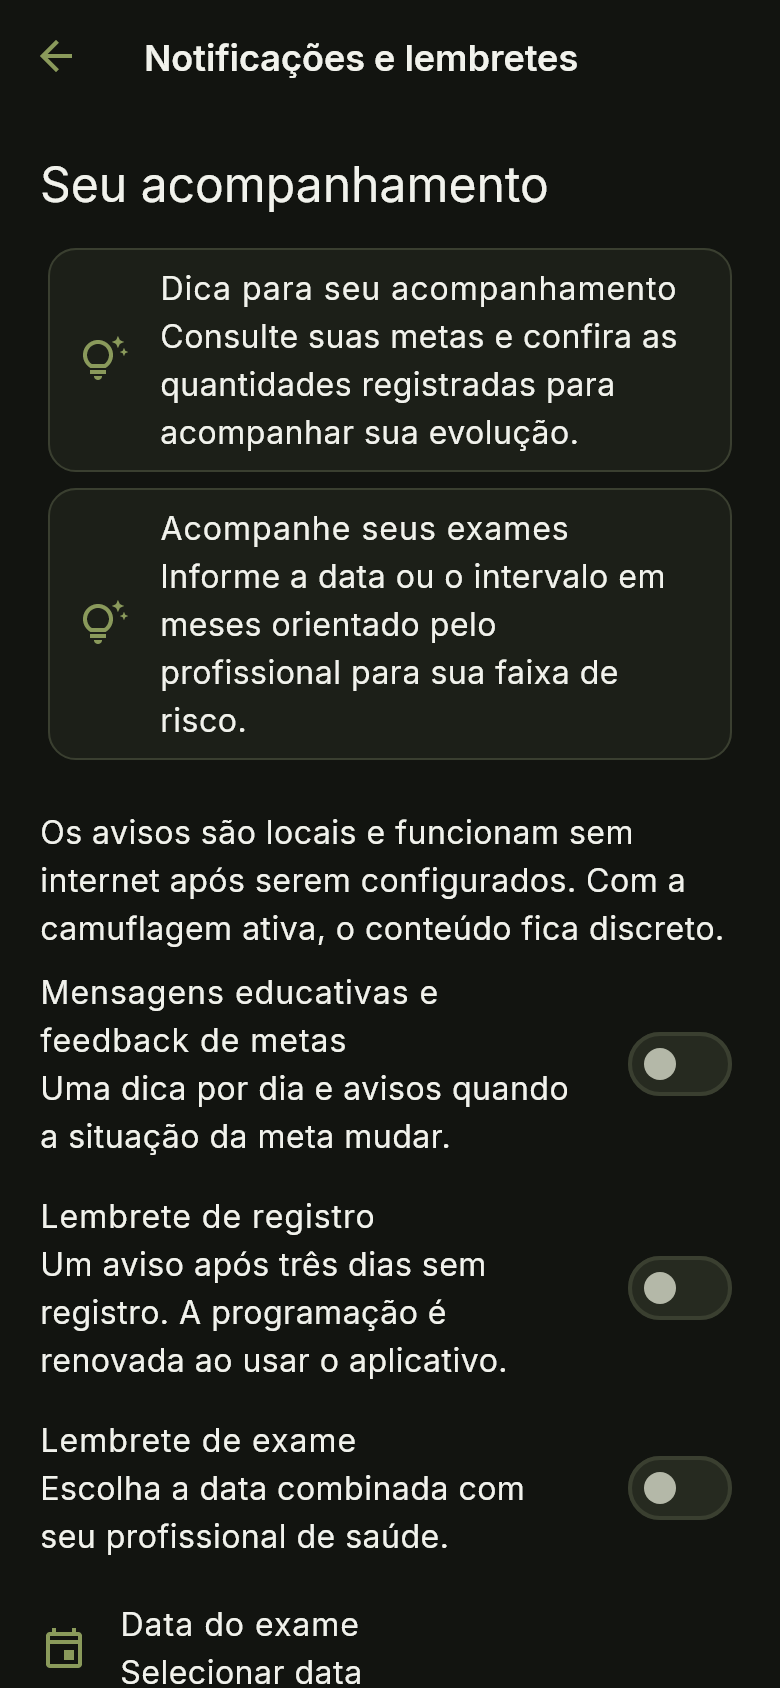 Notificações e lembretes
Seu acompanhamento
Dica para seu acompanhamento
Consulte suas metas e confira as
quantidades registradas para
acompanhar sua evolução.
Acompanhe seus exames
Informe a data ou o intervalo em
meses orientado pelo
profissional para sua faixa de
risco.
Os avisos são locais e funcionam sem
internet após serem configurados. Com a
camuflagem ativa, o conteúdo fica discreto.
Mensagens educativas e
feedback de metas
Uma dica por dia e avisos quando
a situação da meta mudar.
Lembrete de registro
Um aviso após três dias sem
registro. A programação é
renovada ao usar o aplicativo.
Lembrete de exame
Escolha a data combinada com
seu profissional de saúde.
Data do exame
Selecionar data